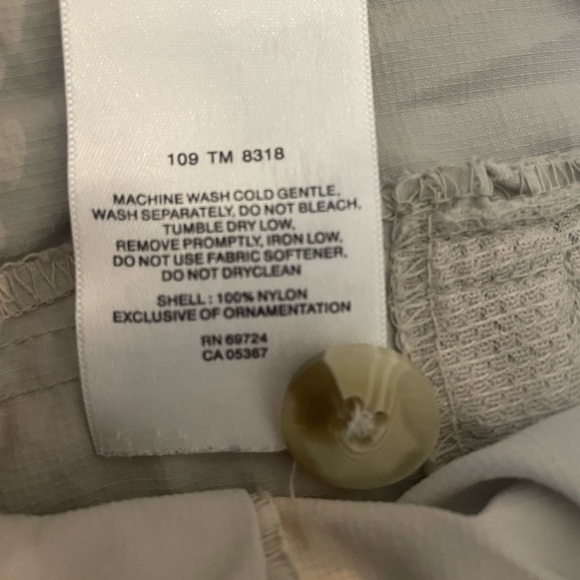 109 TM 8318
MACHINE WASH COLD GENTLE,
WASH SEPARATELY, DO NOT BLEACH.
TUMBLE DRY LOW.
REMOVE PROMPTLY, IRON LOW.
DO NOT USE FABRIC SOFTENER.
DO NOT DRYCLEAN
SHELL : 100% NYLON
EXCLUSIVE OF ORNAMENTATION
RN 69724
CA 05367